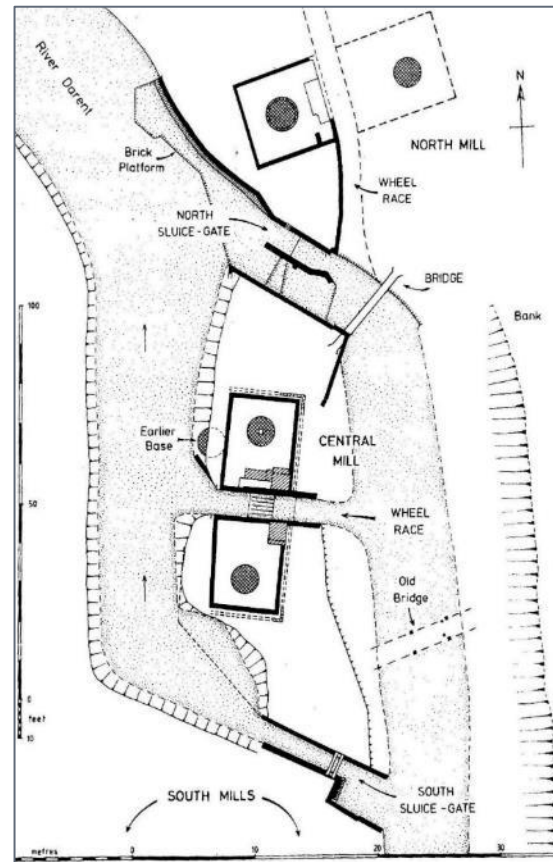 River Darent
N
NORTH MILL
Brick
Platform
WHEEL
RACE
NORTH
SLUICE-GATE
BRIDGE
100
Bank
Earlier
Base
CENTRAL
MILL
50
WHEEL
RACE
Old
Bridge
0
feet
10
SOUTH MILLS
SOUTH
SLUICE-GATE
metres
0
10
20
30